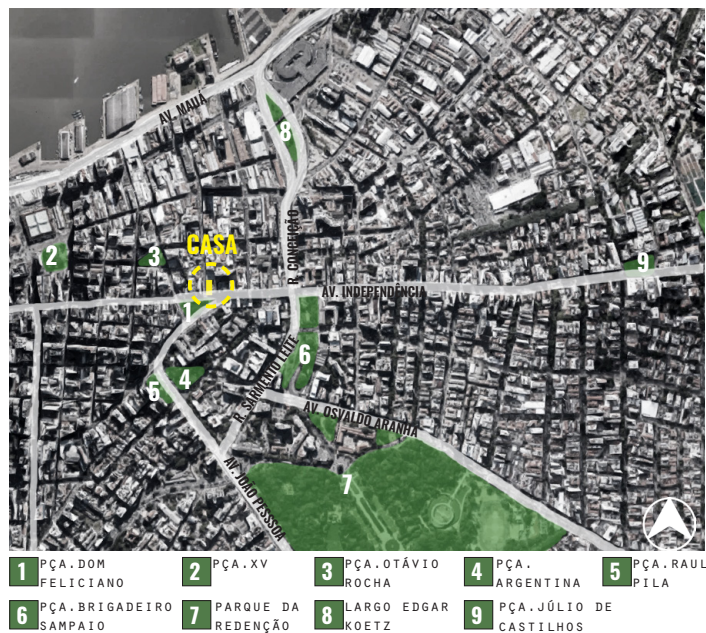 AV. MAUÁ
8
R. CONCEIÇÃO
CASA
2
3
9
AV. INDEPENDÊNCIA
1
6
R. SARMENTO LEITE
4
5
AV. OSVALDO ARANHA
7
AV. JOÃO PESSSOA
1 PÇA.DOM
FELICIANO
2 PÇA.XV
3 PÇA.OTÁVIO
ROCHA
4 PÇA.
ARGENTINA
5 PÇA.RAUL
PILA
6 PÇA.BRIGADEIRO
SAMPAIO
7 PARQUE DA
REDENÇÃO
8 LARGO EDGAR
KOETZ
9 PÇA.JÚLIO DE
CASTILHOS